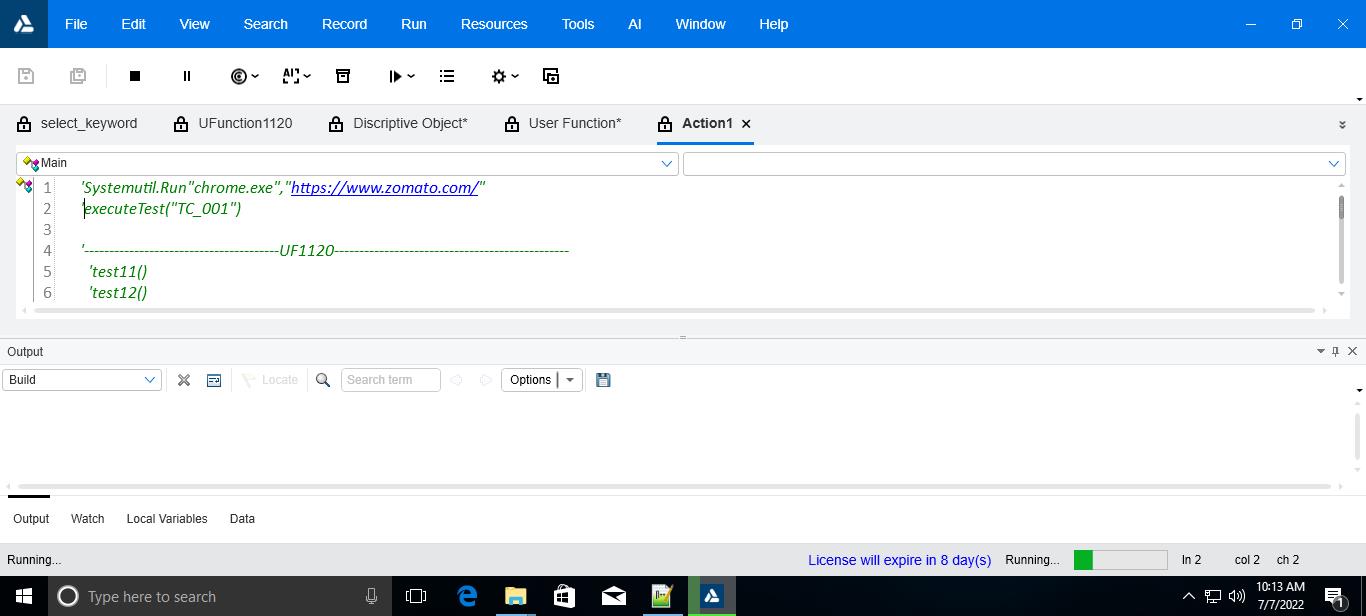 File Edit View Search Record Run Resources Tools AI Window Help
select_keyword UFunction1120 Discriptive Object* User Function* Action1
Main
1 'Systemutil.Run"chrome.exe","https://www.zomato.com/"
2 'executeTest("TC_001")
3
4 '---------------------------------------UF1120-----------------------------------------------
5 'test11()
6 'test12()
Output
Build Locate Search term Options
Output Watch Local Variables Data
Running... License will expire in 8 day(s) Running... ln 2 col 2 ch 2
Type here to search 10:13 AM
7/7/2022 1